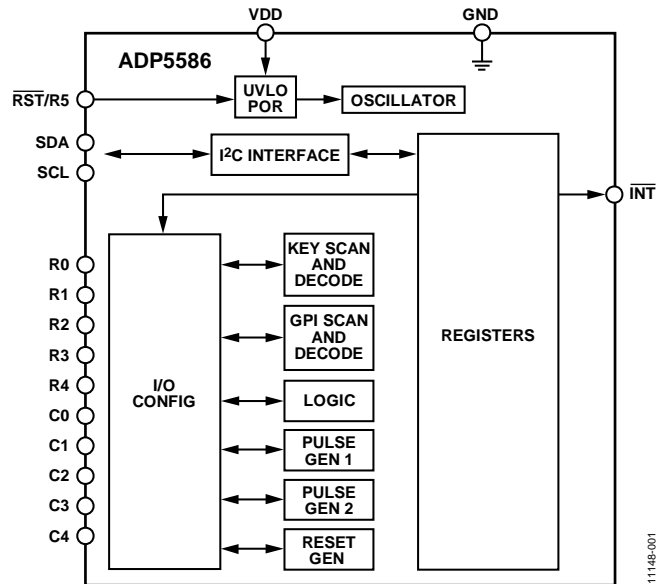 VDD
GND
ADP5586
RST/R5
UVLO
POR
OSCILLATOR
SDA
I²C INTERFACE
SCL
INT
R0
KEY SCAN
AND
DECODE
R1
R2
GPI SCAN
AND
DECODE
REGISTERS
R3
R4
I/O
CONFIG
LOGIC
C0
C1
PULSE
GEN 1
C2
C3
PULSE
GEN 2
C4
RESET
GEN
11148-001